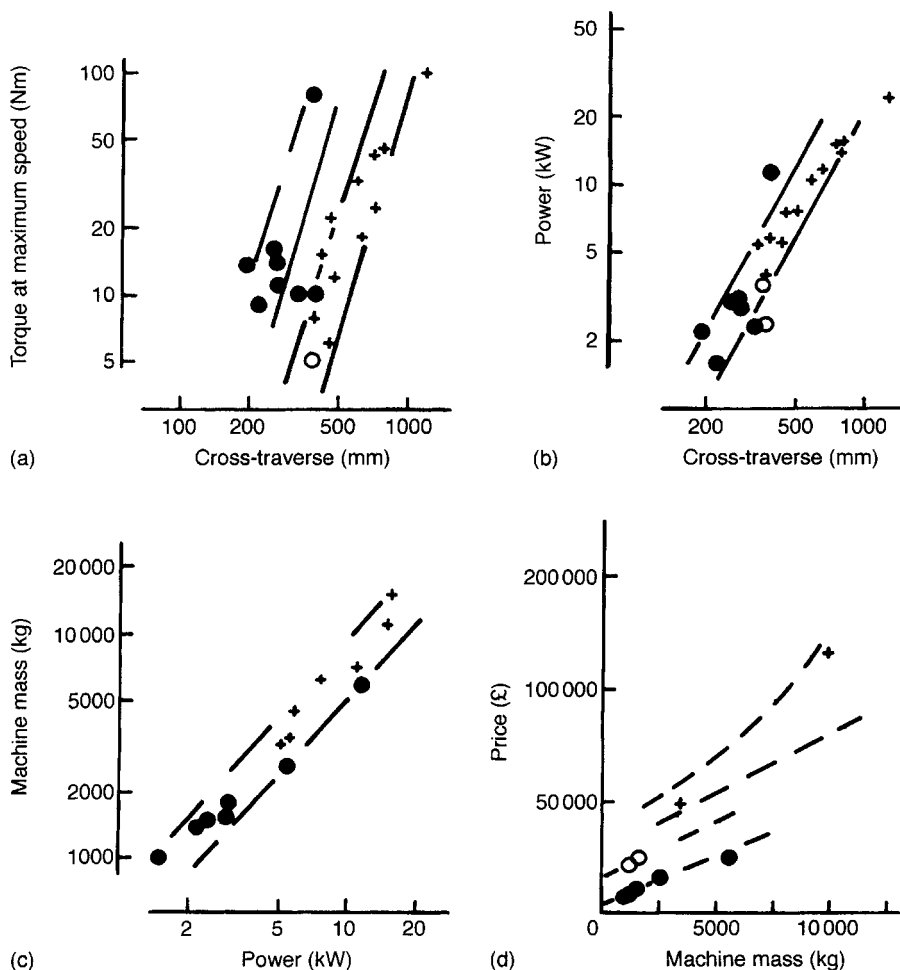 Torque at maximum speed (Nm)
100
50
20
10
5
100 200 500 1000
Cross-traverse (mm)
(a)
Power (kW)
50
20
10
5
2
200 500 1000
Cross-traverse (mm)
(b)
Machine mass (kg)
20 000
10 000
5000
2000
1000
2 5 10 20
Power (kW)
(c)
Price (£)
200 000
100 000
50 000
0 5000 10 000
Machine mass (kg)
(d)